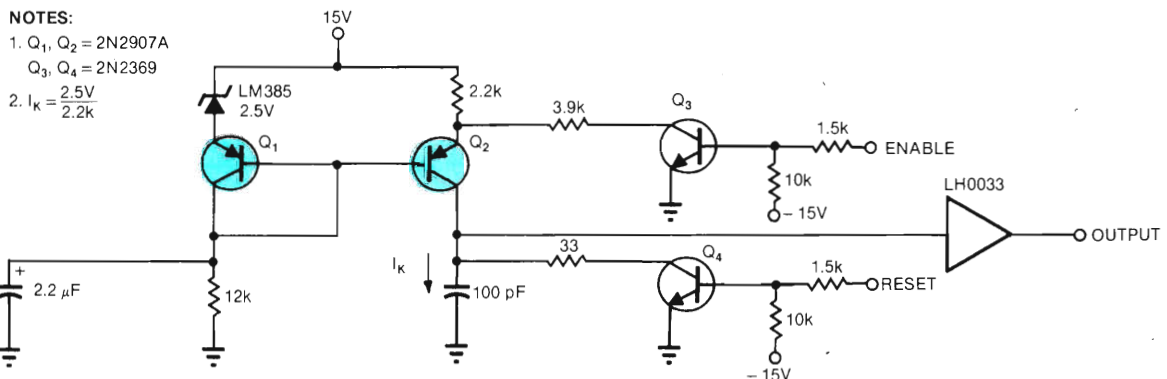 NOTES:
1. Q1, Q2 = 2N2907A
Q3, Q4 = 2N2369
2. IK = 2.5V
2.2k
15V
LM385
2.5V
2.2k
Q1
Q2
3.9k
Q3
1.5k
ENABLE
10k
– 15V
LH0033
OUTPUT
+
2.2 μF
12k
IK
100 pF
33
Q4
1.5k
RESET
10k
– 15V